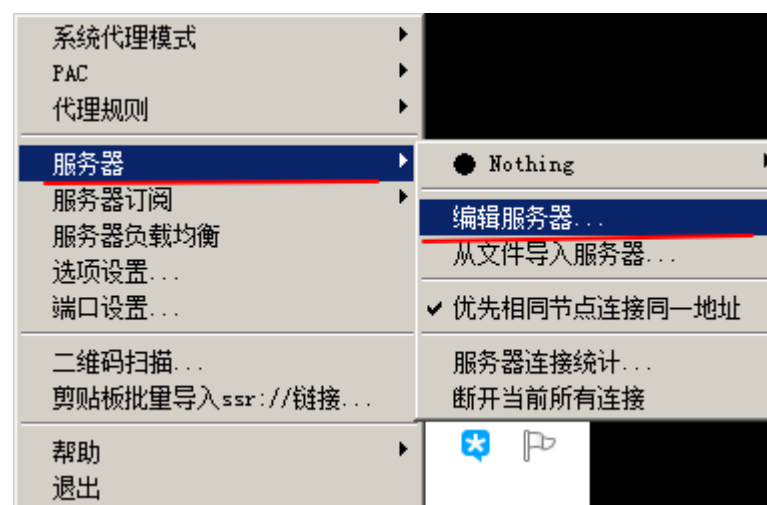 系统代理模式
PAC
代理规则
服务器
服务器订阅
服务器负载均衡
选项设置...
端口设置...
二维码扫描...
剪贴板批量导入ssr://链接...
帮助
退出
Nothing
编辑服务器...
从文件导入服务器...
优先相同节点连接同一地址
服务器连接统计...
断开当前所有连接